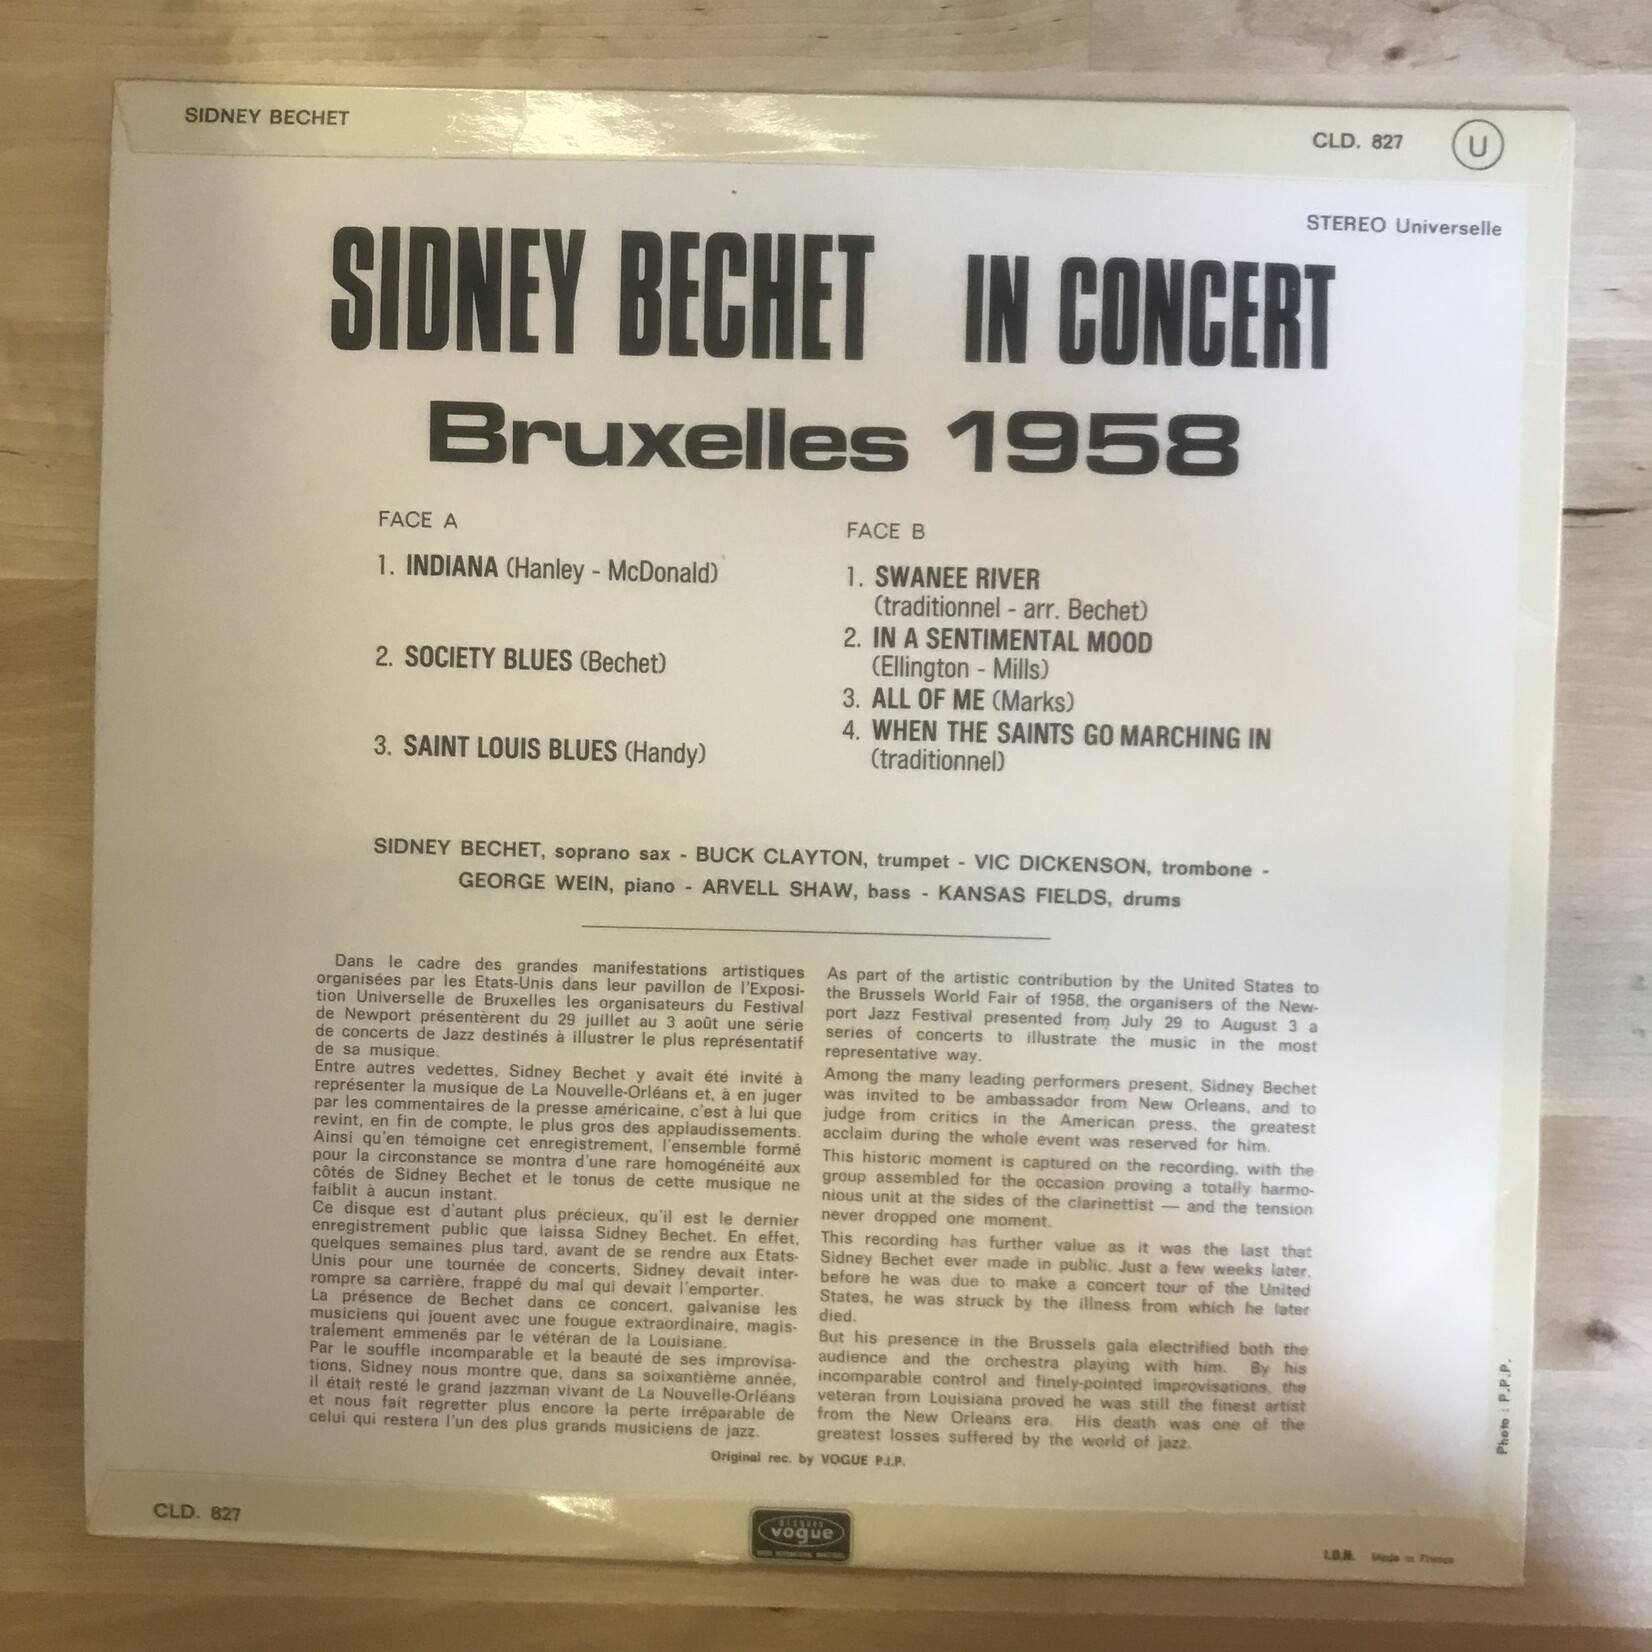 SIDNEY BECHET
CLD. 827
U
STEREO Universelle
SIDNEY BECHET IN CONCERT
Bruxelles 1958
FACE A
1. INDIANA (Hanley - McDonald)
2. SOCIETY BLUES (Bechet)
3. SAINT LOUIS BLUES (Handy)
FACE B
1. SWANEE RIVER
(traditionnel - arr. Bechet)
2. IN A SENTIMENTAL MOOD
(Ellington - Mills)
3. ALL OF ME (Marks)
4. WHEN THE SAINTS GO MARCHING IN
(traditionnel)
SIDNEY BECHET, soprano sax - BUCK CLAYTON, trumpet - VIC DICKENSON, trombone -
GEORGE WEIN, piano - ARVELL SHAW, bass - KANSAS FIELDS, drums
Dans le cadre des grandes manifestations artistiques
organisées par les Etats-Unis dans leur pavillon de l'Exposi-
tion Universelle de Bruxelles les organisateurs du Festival
de Newport présentèrent du 29 juillet au 3 août une série
de concerts de Jazz destinés à illustrer le plus représentatif
de sa musique.
Entre autres vedettes, Sidney Bechet y avait été invité à
représenter la musique de La Nouvelle-Orléans et, à en juger
par les commentaires de la presse américaine, c'est à lui que
revint, en fin de compte, le plus gros des applaudissements.
Ainsi qu'en témoigne cet enregistrement, l'ensemble formé
pour la circonstance se montra d'une rare homogénéité aux
côtés de Sidney Bechet et le tonus de cette musique ne
faiblit à aucun instant.
Ce disque est d'autant plus précieux, qu'il est le dernier
enregistrement public que laissa Sidney Bechet. En effet,
quelques semaines plus tard, avant de se rendre aux Etats-
Unis pour une tournée de concerts, Sidney devait inter-
rompre sa carrière, frappé du mal qui devait l'emporter.
La présence de Bechet dans ce concert, galvanise les
musiciens qui jouent avec une fougue extraordinaire, magis-
tralement emmenés par le vétéran de la Louisiane.
Par le souffle incomparable et la beauté de ses improvisa-
tions, Sidney nous montre que, dans sa soixantième année,
il était resté le grand jazzman vivant de La Nouvelle-Orléans
et nous fait regretter plus encore la perte irréparable de
celui qui restera l'un des plus grands musiciens de jazz.
As part of the artistic contribution by the United States to
the Brussels World Fair of 1958, the organisers of the New-
port Jazz Festival presented from July 29 to August 3 a
series of concerts to illustrate the music in the most
representative way.
Among the many leading performers present, Sidney Bechet
was invited to be ambassador from New Orleans, and to
judge from critics in the American press, the greatest
acclaim during the whole event was reserved for him.
This historic moment is captured on the recording, with the
group assembled for the occasion proving a totally harmo-
nious unit at the sides of the clarinettist — and the tension
never dropped one moment.
This recording has further value as it was the last that
Sidney Bechet ever made in public. Just a few weeks later,
before he was due to make a concert tour of the United
States, he was struck by the illness from which he later
died.
But his presence in the Brussels gala electrified both the
audience and the orchestra playing with him. By his
incomparable control and finely-pointed improvisations, the
veteran from Louisiana proved he was still the finest artist
from the New Orleans era. His death was one of the
greatest losses suffered by the world of jazz.
Original rec. by VOGUE P.I.P.
Photo : P.P.P.
CLD. 827
disques
vogue
I.D.N. Made in France